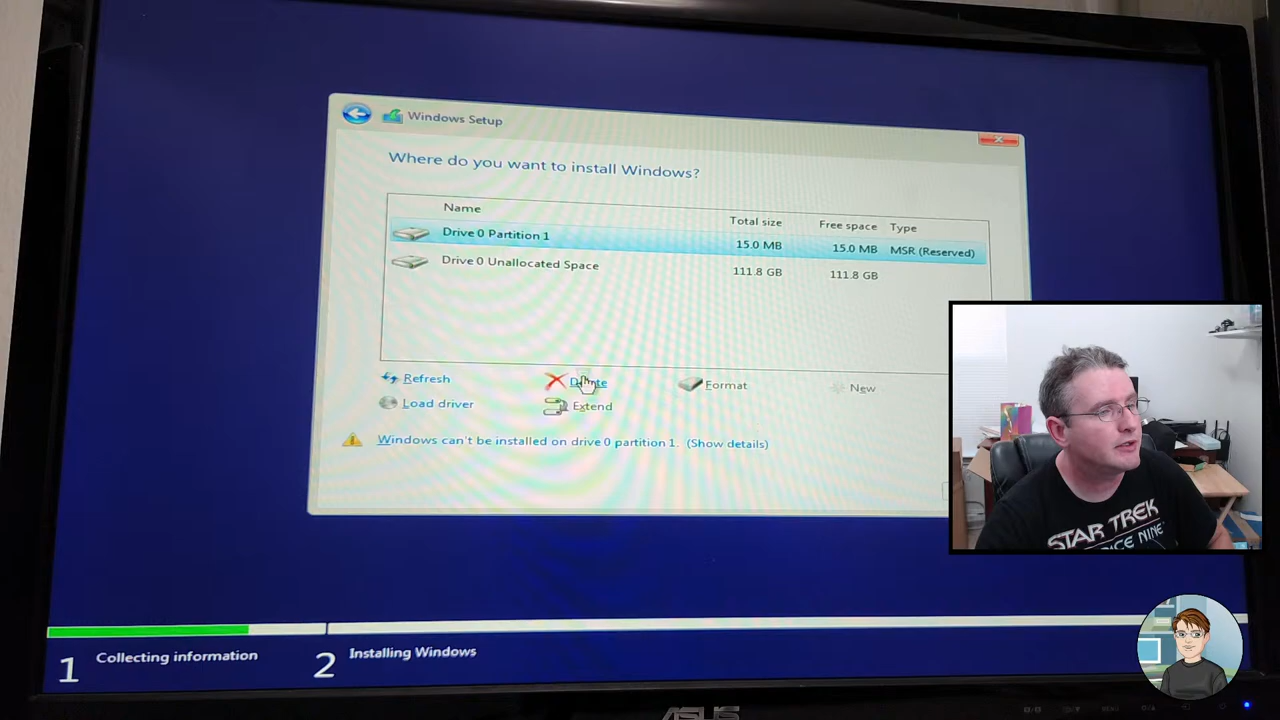 Windows Setup
Where do you want to install Windows?
Name Total size Free space Type
Drive 0 Partition 1 15.0 MB 15.0 MB MSR (Reserved)
Drive 0 Unallocated Space 111.8 GB 111.8 GB
Refresh Delete Format New
Load driver Extend
Windows can't be installed on drive 0 partition 1. (Show details)
STAR TREK
NINE
1 Collecting information 2 Installing Windows
ASUS